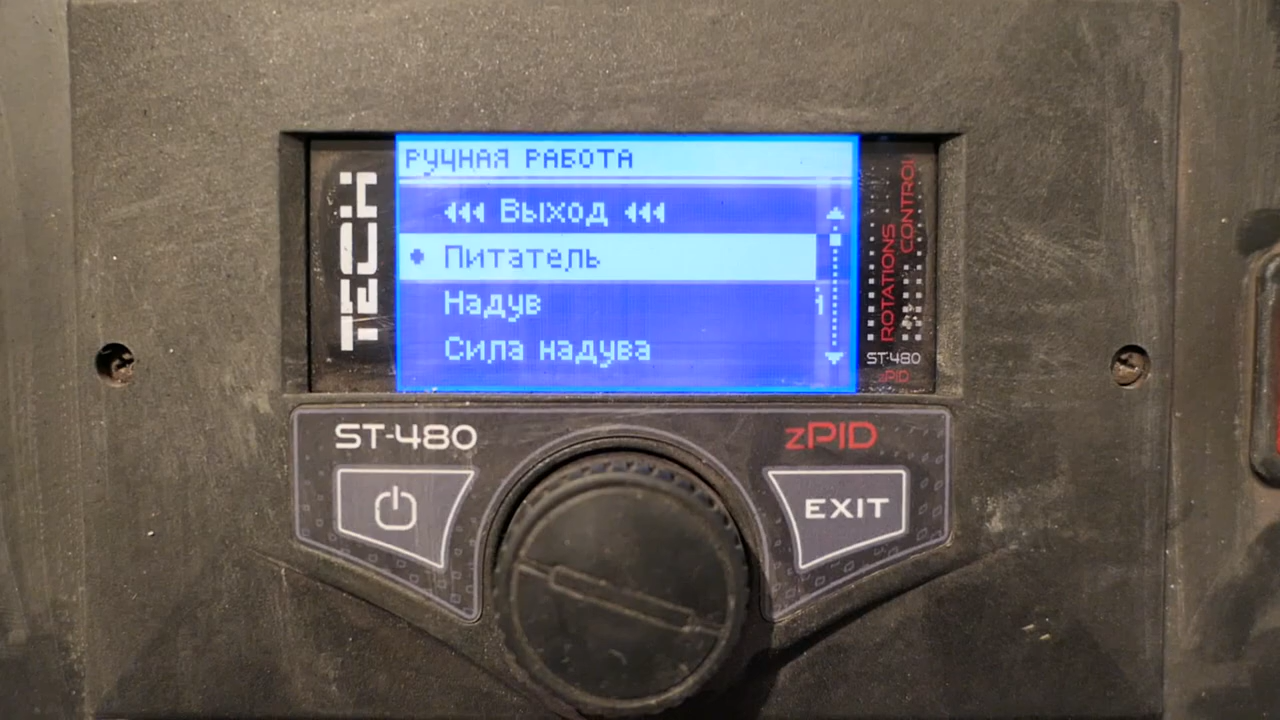 РУЧНАЯ РАБОТА
Выход
Питатель
Надув
Сила надува
TECH
ROTATIONS
CONTROL
ST-480
zPID
ST-480
zPID
EXIT